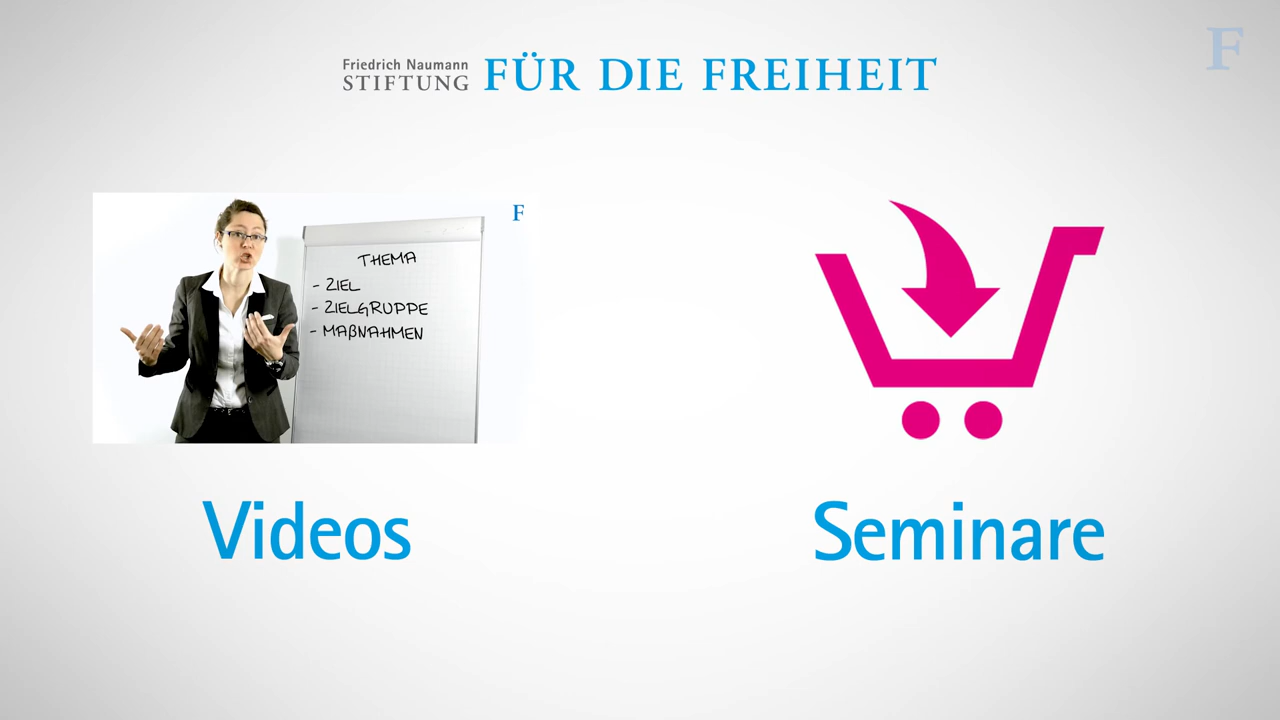 F
Friedrich Naumann
STIFTUNG FÜR DIE FREIHEIT
F
THEMA
- ZIEL
- ZIELGRUPPE
- MAßNAHMEN
Videos
Seminare